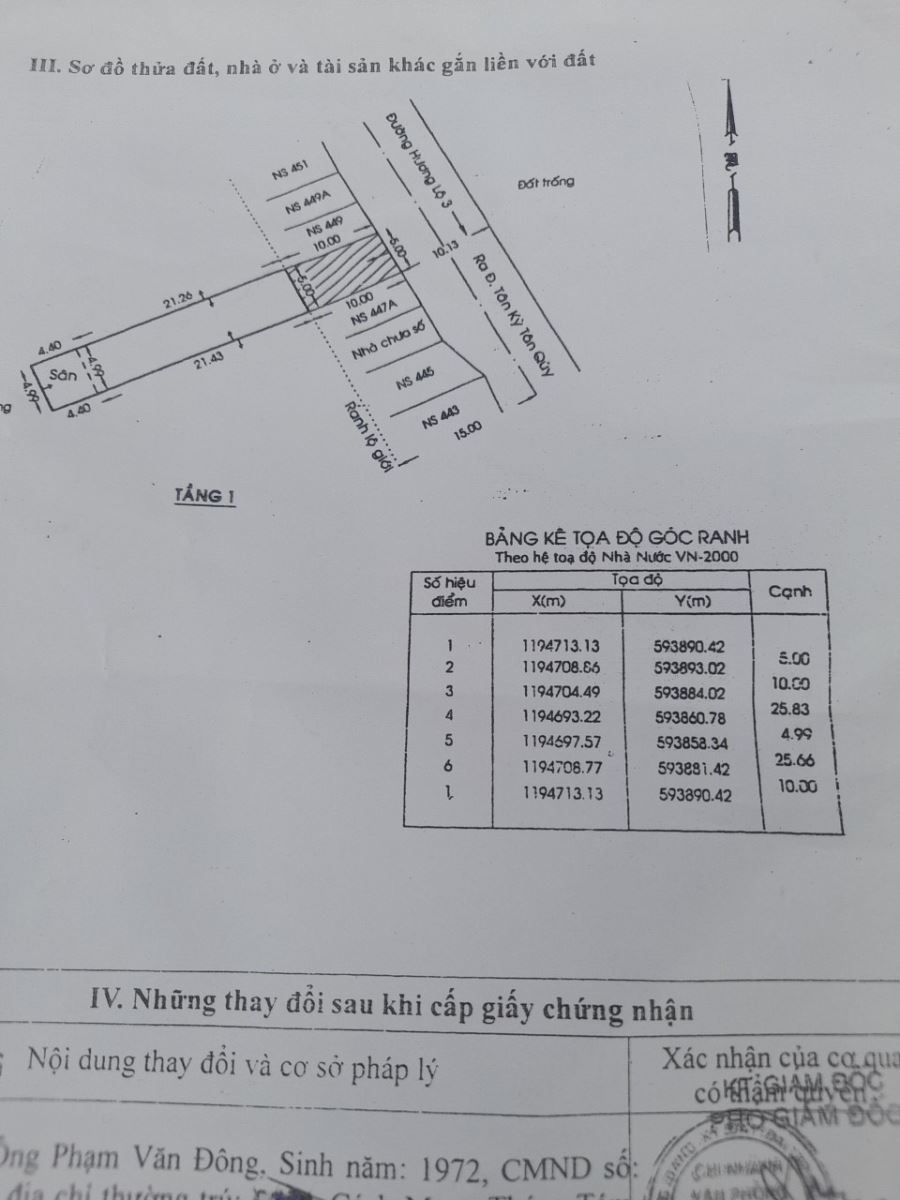 III. Sơ đồ thửa đất, nhà ở và tài sản khác gắn liền với đất
Đường Hương Lộ 3
Đất trống
NS 451
NS 449A
NS 449
10.00
5.00
10.13
Ra Đ. Tân Kỳ Tân Qúy
21.26
5.00
10.00
NS 447A
4.40
Sân
4.99
4.99
21.43
Nhà chưa số
4.40
NS 445
NS 443
15.00
Ranh lộ giới
TẦNG 1
BẢNG KÊ TỌA ĐỘ GÓC RANH
Theo hệ toạ độ Nhà Nước VN-2000
Số hiệu điểm Tọa độ Cạnh
X(m) Y(m)
1 1194713.13 593890.42
5.00
2 1194708.86 593893.02
10.00
3 1194704.49 593884.02
25.83
4 1194693.22 593860.78
4.99
5 1194697.57 593858.34
25.66
6 1194708.77 593881.42
10.00
1 1194713.13 593890.42
IV. Những thay đổi sau khi cấp giấy chứng nhận
Nội dung thay đổi và cơ sở pháp lý
Xác nhận của cơ qua
có thẩm quyền
KT. GIÁM ĐỐC
PHÓ GIÁM ĐỐC
Ông Phạm Văn Đông, Sinh năm: 1972, CMND số:
địa chỉ thường trú:
CHI NHÁNH